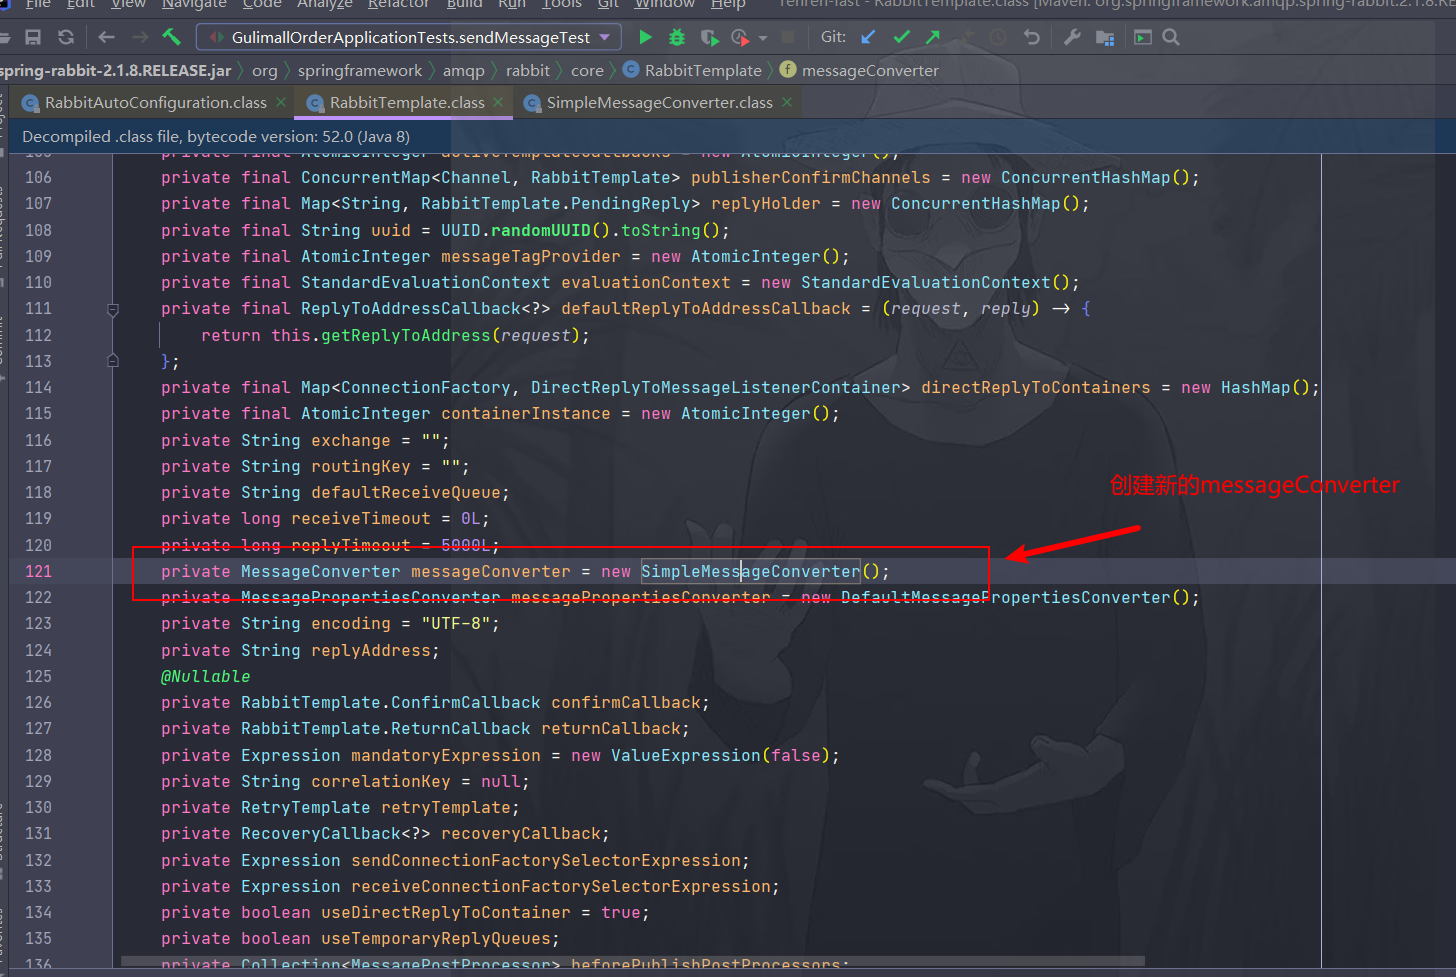 File Edit View Navigate Code Analyze Refactor Build Run Tools Git Window Help renren-fast - RabbitTemplate.class [Maven: org.springframework.amqp:spring-rabbit:2.1.8.RE
GulimallOrderApplicationTests.sendMessageTest Git:
spring-rabbit-2.1.8.RELEASE.jar org springframework amqp rabbit core RabbitTemplate messageConverter
RabbitAutoConfiguration.class RabbitTemplate.class SimpleMessageConverter.class
Decompiled .class file, bytecode version: 52.0 (Java 8)
private final AtomicInteger activeTemplateCallbacks = new AtomicInteger();
106 private final ConcurrentMap<Channel, RabbitTemplate> publisherConfirmChannels = new ConcurrentHashMap();
107 private final Map<String, RabbitTemplate.PendingReply> replyHolder = new ConcurrentHashMap();
108 private final String uuid = UUID.randomUUID().toString();
109 private final AtomicInteger messageTagProvider = new AtomicInteger();
110 private final StandardEvaluationContext evaluationContext = new StandardEvaluationContext();
111 private final ReplyToAddressCallback<?> defaultReplyToAddressCallback = (request, reply) -> {
112 return this.getReplyToAddress(request);
113 };
114 private final Map<ConnectionFactory, DirectReplyToMessageListenerContainer> directReplyToContainers = new HashMap();
115 private final AtomicInteger containerInstance = new AtomicInteger();
116 private String exchange = "";
117 private String routingKey = "";
118 private String defaultReceiveQueue;
创建新的messageConverter
119 private long receiveTimeout = 0L;
120 private long replyTimeout = 5000L;
121 private MessageConverter messageConverter = new SimpleMessageConverter();
122 private MessagePropertiesConverter messagePropertiesConverter = new DefaultMessagePropertiesConverter();
123 private String encoding = "UTF-8";
124 private String replyAddress;
125 @Nullable
126 private RabbitTemplate.ConfirmCallback confirmCallback;
127 private RabbitTemplate.ReturnCallback returnCallback;
128 private Expression mandatoryExpression = new ValueExpression(false);
129 private String correlationKey = null;
130 private RetryTemplate retryTemplate;
131 private RecoveryCallback<?> recoveryCallback;
132 private Expression sendConnectionFactorySelectorExpression;
133 private Expression receiveConnectionFactorySelectorExpression;
134 private boolean useDirectReplyToContainer = true;
135 private boolean useTemporaryReplyQueues;
136 private Collection<MessagePostProcessor> beforePublishPostProcessors;